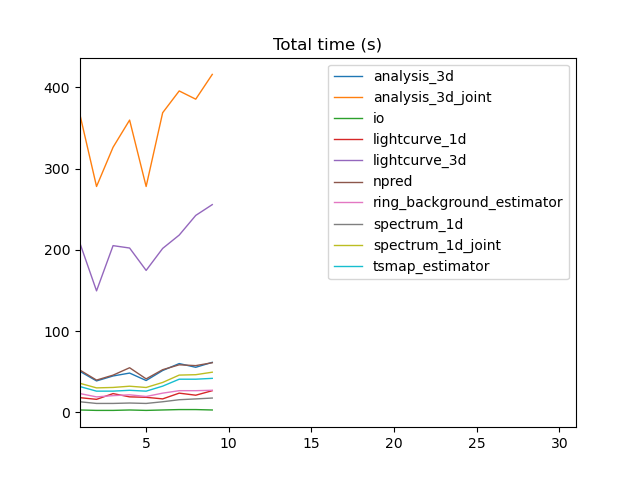 Total time (s)
400
300
200
100
0
5 10 15 20 25 30
analysis_3d
analysis_3d_joint
io
lightcurve_1d
lightcurve_3d
npred
ring_background_estimator
spectrum_1d
spectrum_1d_joint
tsmap_estimator